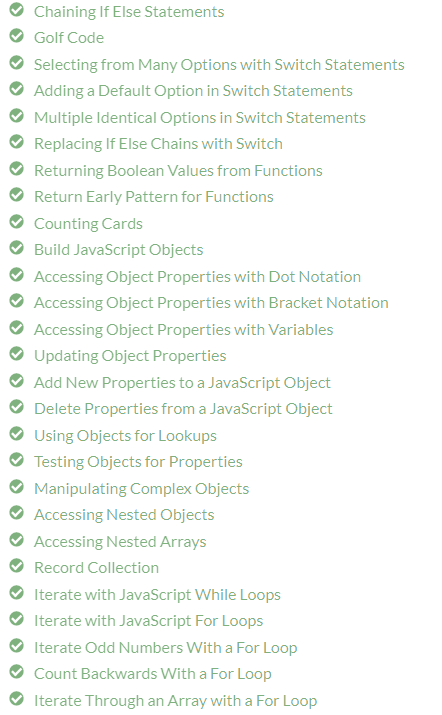 Chaining If Else Statements
Golf Code
Selecting from Many Options with Switch Statements
Adding a Default Option in Switch Statements
Multiple Identical Options in Switch Statements
Replacing If Else Chains with Switch
Returning Boolean Values from Functions
Return Early Pattern for Functions
Counting Cards
Build JavaScript Objects
Accessing Object Properties with Dot Notation
Accessing Object Properties with Bracket Notation
Accessing Object Properties with Variables
Updating Object Properties
Add New Properties to a JavaScript Object
Delete Properties from a JavaScript Object
Using Objects for Lookups
Testing Objects for Properties
Manipulating Complex Objects
Accessing Nested Objects
Accessing Nested Arrays
Record Collection
Iterate with JavaScript While Loops
Iterate with JavaScript For Loops
Iterate Odd Numbers With a For Loop
Count Backwards With a For Loop
Iterate Through an Array with a For Loop